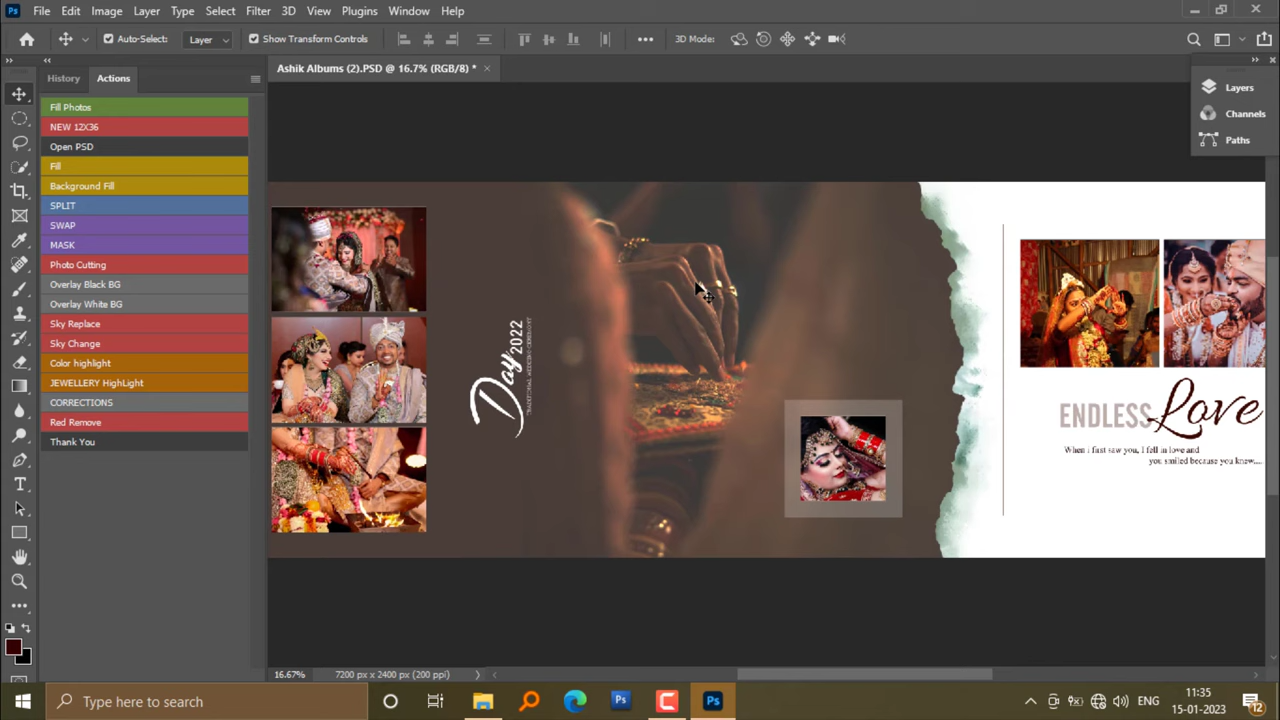 Ps File Edit Image Layer Type Select Filter 3D View Plugins Window Help
Auto-Select: Layer Show Transform Controls ••• 3D Mode:
Ashik Albums (2).PSD @ 16.7% (RGB/8) * ×
History Actions
Fill Photos
NEW 12X36
Open PSD
Fill
Background Fill
SPLIT
SWAP
MASK
Photo Cutting
Overlay Black BG
Overlay White BG
Sky Replace
Sky Change
Color highlight
JEWELLERY HighLight
CORRECTIONS
Red Remove
Thank You
Layers
Channels
Paths
Day 2022
ENDLESS Love
When i first saw you, i fell in love and
you smiled because you knew....
16.67% 7200 px x 2400 px (200 ppi)
Type here to search
Ps
Ps
ENG
11:35
15-01-2023
12